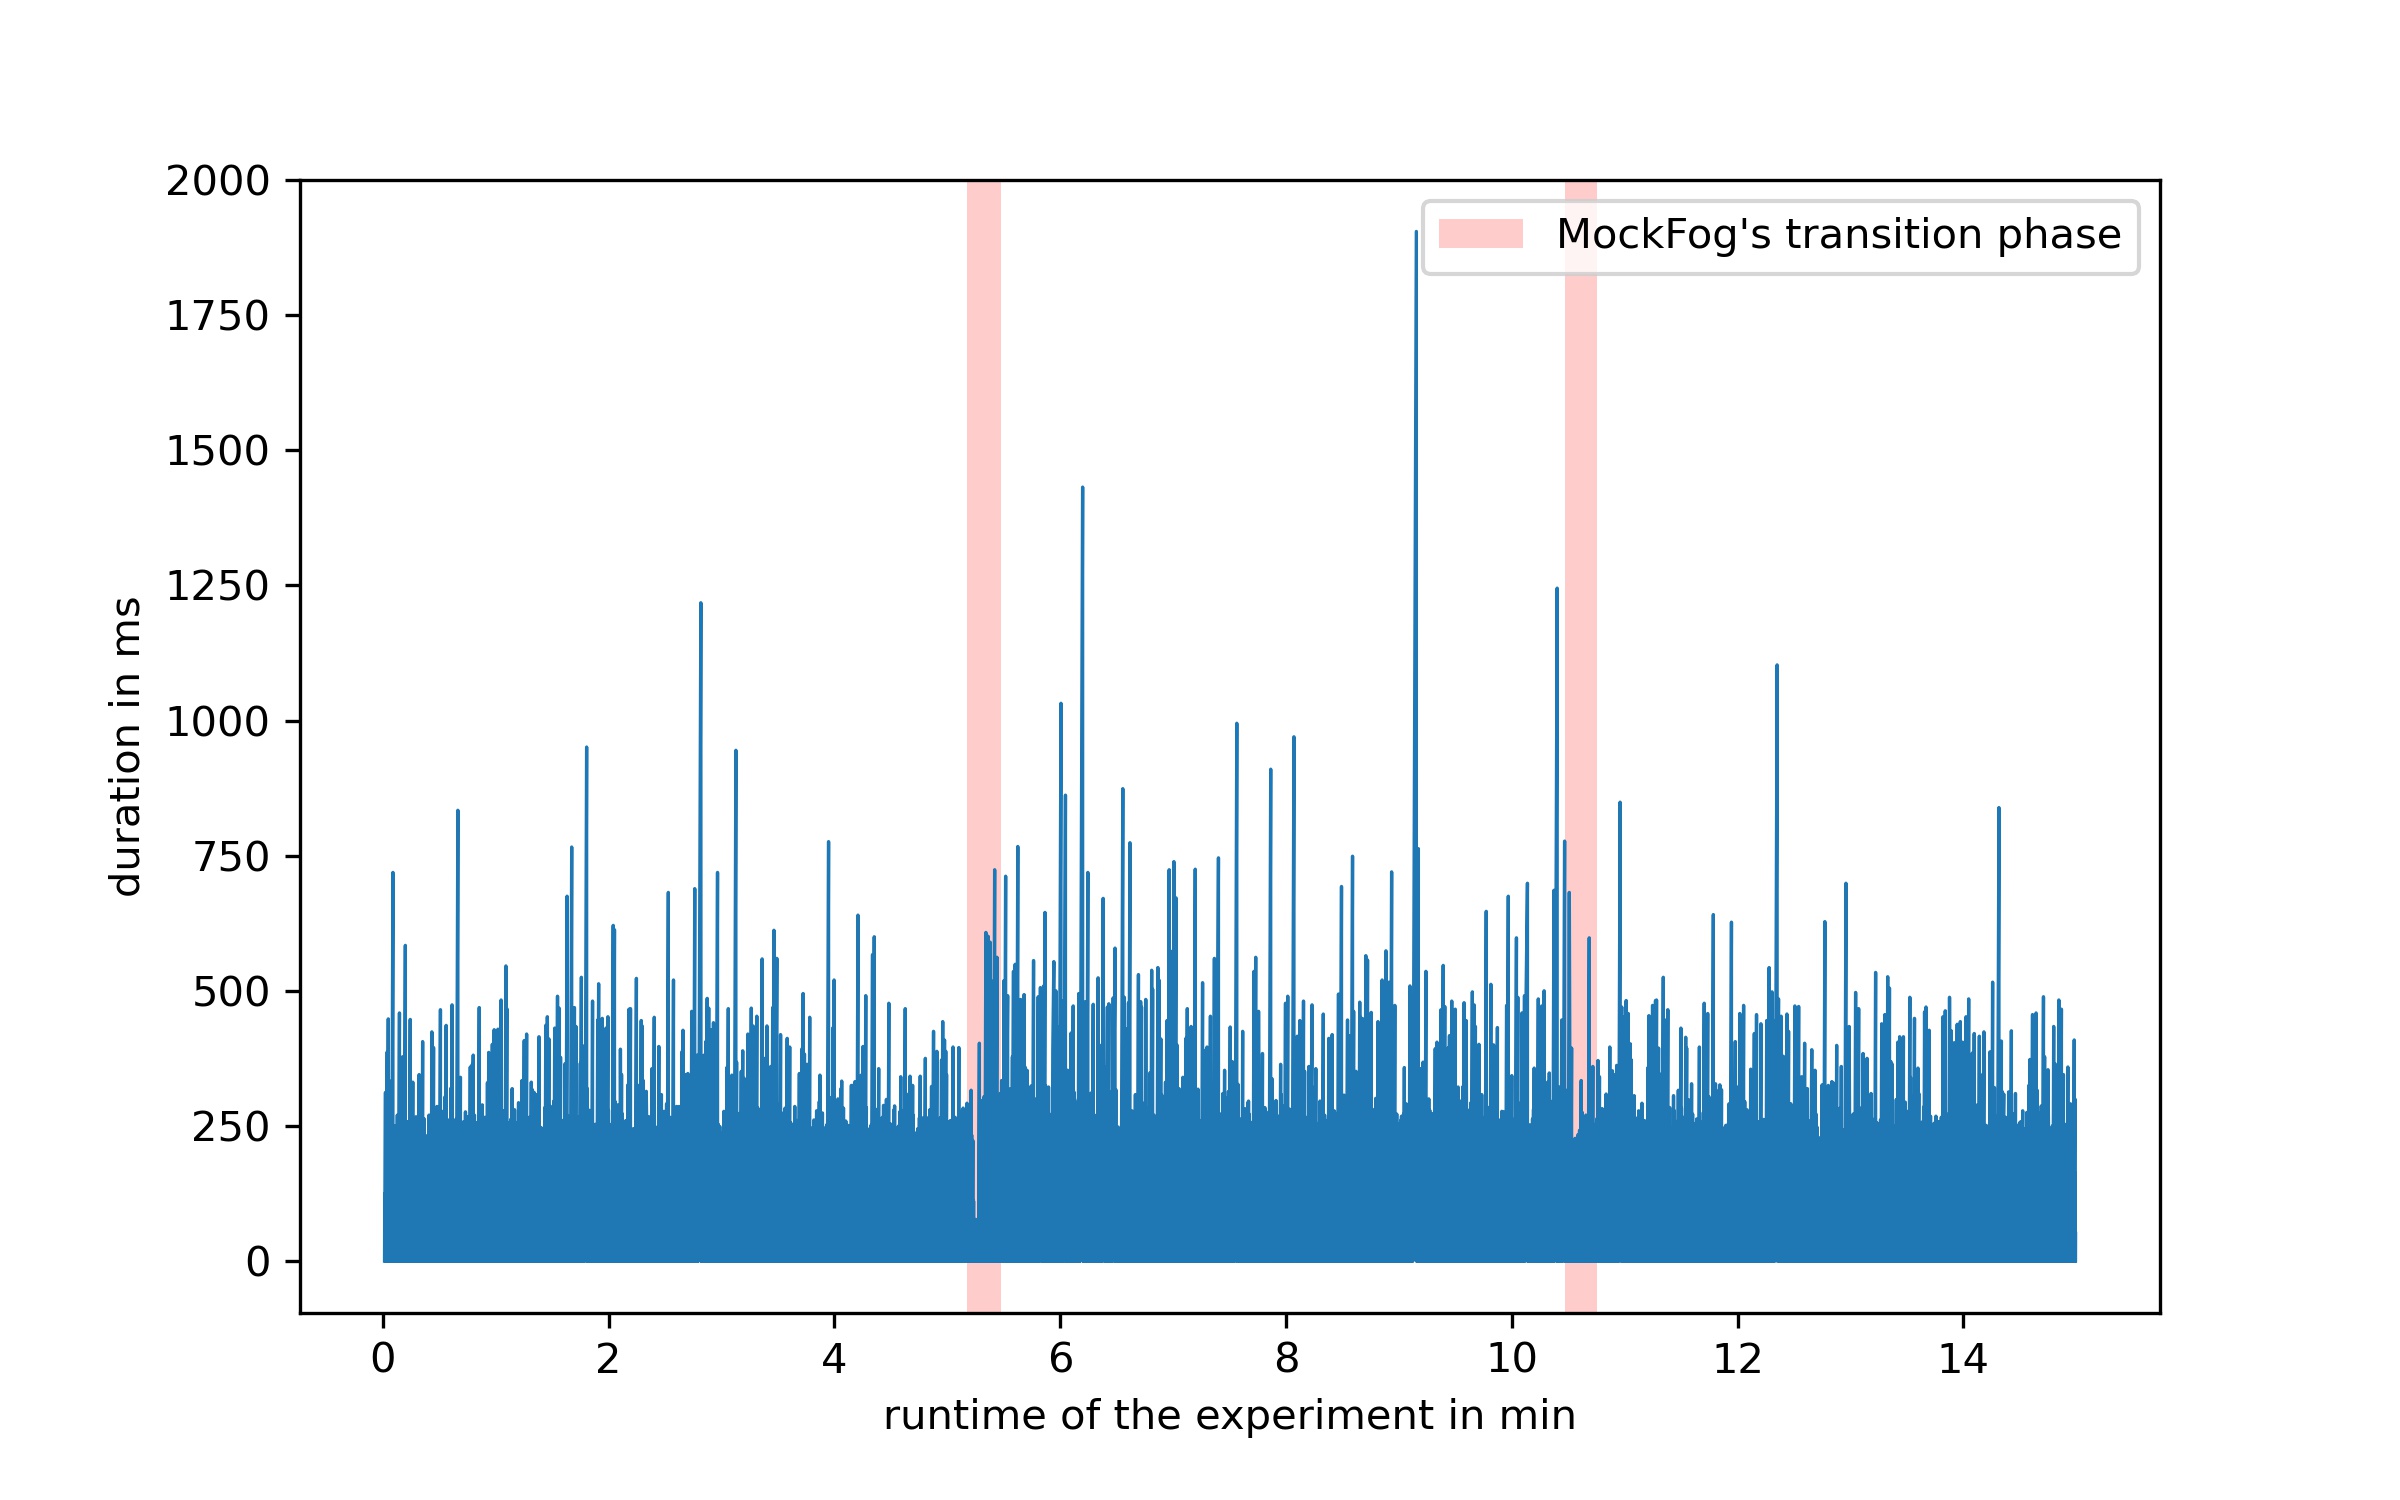 2000
1750
1500
1250
1000
750
500
250
0
duration in ms
MockFog's transition phase
0 2 4 6 8 10 12 14
runtime of the experiment in min